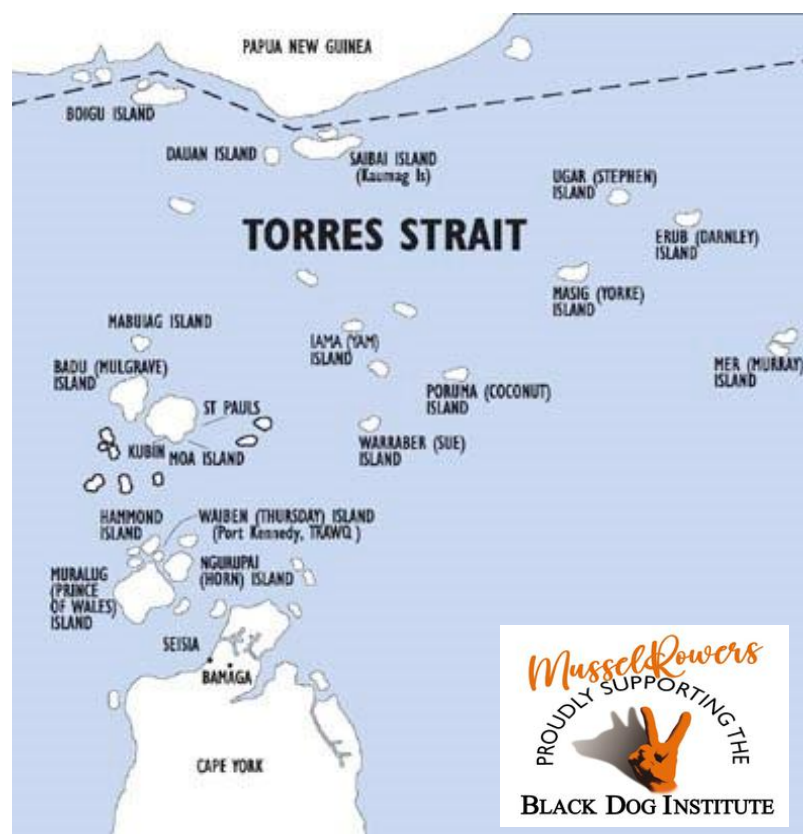 PAPUA NEW GUINEA
BOIGU ISLAND
DAUAN ISLAND
SAIBAI ISLAND
(Kaumag Is)
UGAR (STEPHEN)
ISLAND
TORRES STRAIT
ERUB (DARNLEY)
ISLAND
MASIG (YORKE)
ISLAND
MABUIAG ISLAND
IAMA (YAM)
ISLAND
MER (MURRAY)
ISLAND
BADU (MULGRAVE)
ISLAND
PORUMA (COCONUT)
ISLAND
ST PAULS
WARRABER (SUE)
ISLAND
KUBIN
MOA ISLAND
HAMMOND
ISLAND
WAIBEN (THURSDAY) ISLAND
(Port Kennedy, TRAWQ)
NGURUPAI
(HORN) ISLAND
MURALUG
(PRINCE
OF WALES)
ISLAND
SEISIA
BAMAGA
CAPE YORK
MusselRowers
PROUDLY SUPPORTING THE
BLACK DOG INSTITUTE